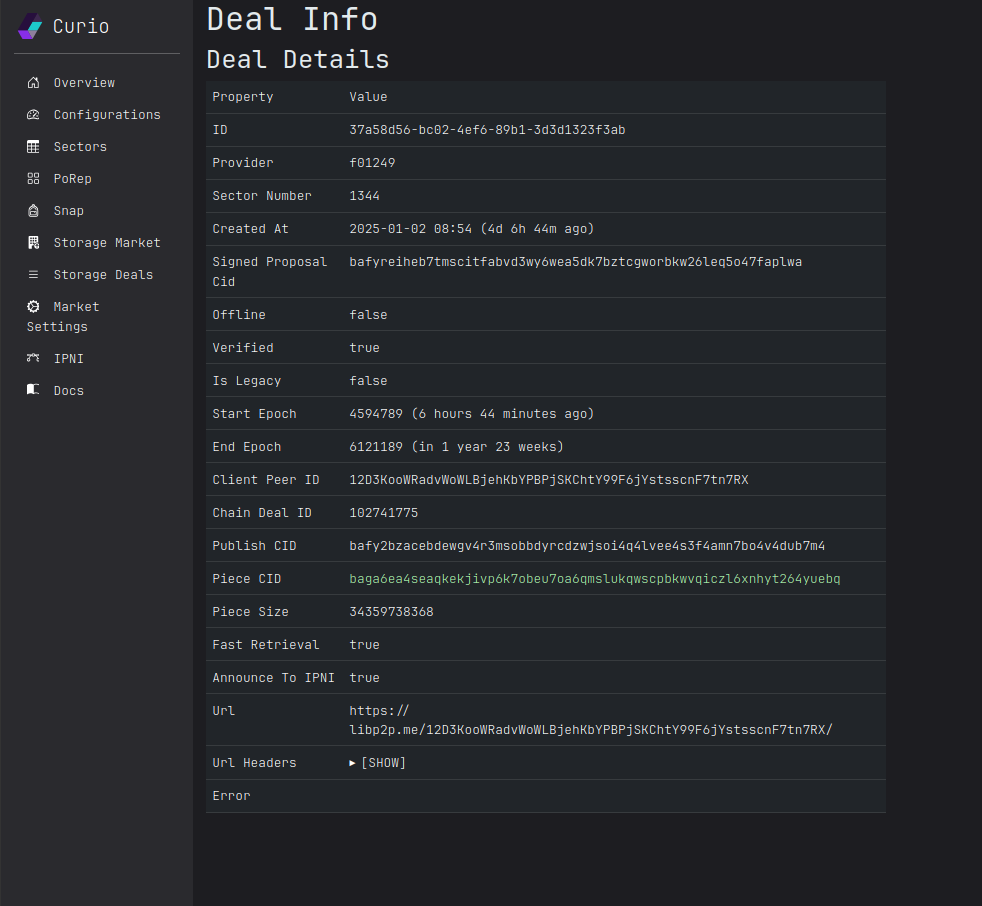 Curio
Overview
Configurations
Sectors
PoRep
Snap
Storage Market
Storage Deals
Market
Settings
IPNI
Docs
Deal Info
Deal Details
Property Value
ID 37a58d56-bc02-4ef6-89b1-3d3d1323f3ab
Provider f01249
Sector Number 1344
Created At 2025-01-02 08:54 (4d 6h 44m ago)
Signed Proposal bafyreiheb7tmscitfabvd3wy6wea5dk7bztcgworbkw26leq5o47faplwa
Cid
Offline false
Verified true
Is Legacy false
Start Epoch 4594789 (6 hours 44 minutes ago)
End Epoch 6121189 (in 1 year 23 weeks)
Client Peer ID 12D3KooWRadvWoWLBjehKbYPBPjSKChtY99F6jYstsscnF7tn7RX
Chain Deal ID 102741775
Publish CID bafy2bzacebdewgv4r3msobbdyrcdzwjsoi4q4lvee4s3f4amn7bo4v4dub7m4
Piece CID baga6ea4seaqkekjivp6k7obeu7oa6qmslukqwscpbkwvqiczl6xnhyt264yuebq
Piece Size 34359738368
Fast Retrieval true
Announce To IPNI true
Url https://
libp2p.me/12D3KooWRadvWoWLBjehKbYPBPjSKChtY99F6jYstsscnF7tn7RX/
Url Headers [SHOW]
Error